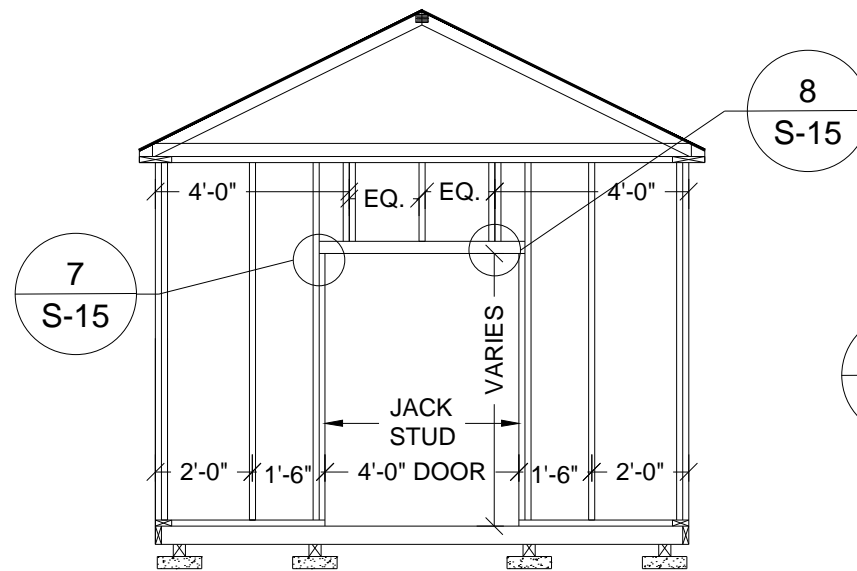 8
S-15
4'-0"
EQ.
EQ.
4'-0"
7
S-15
VARIES
JACK
STUD
2'-0"
1'-6"
4'-0" DOOR
1'-6"
2'-0"